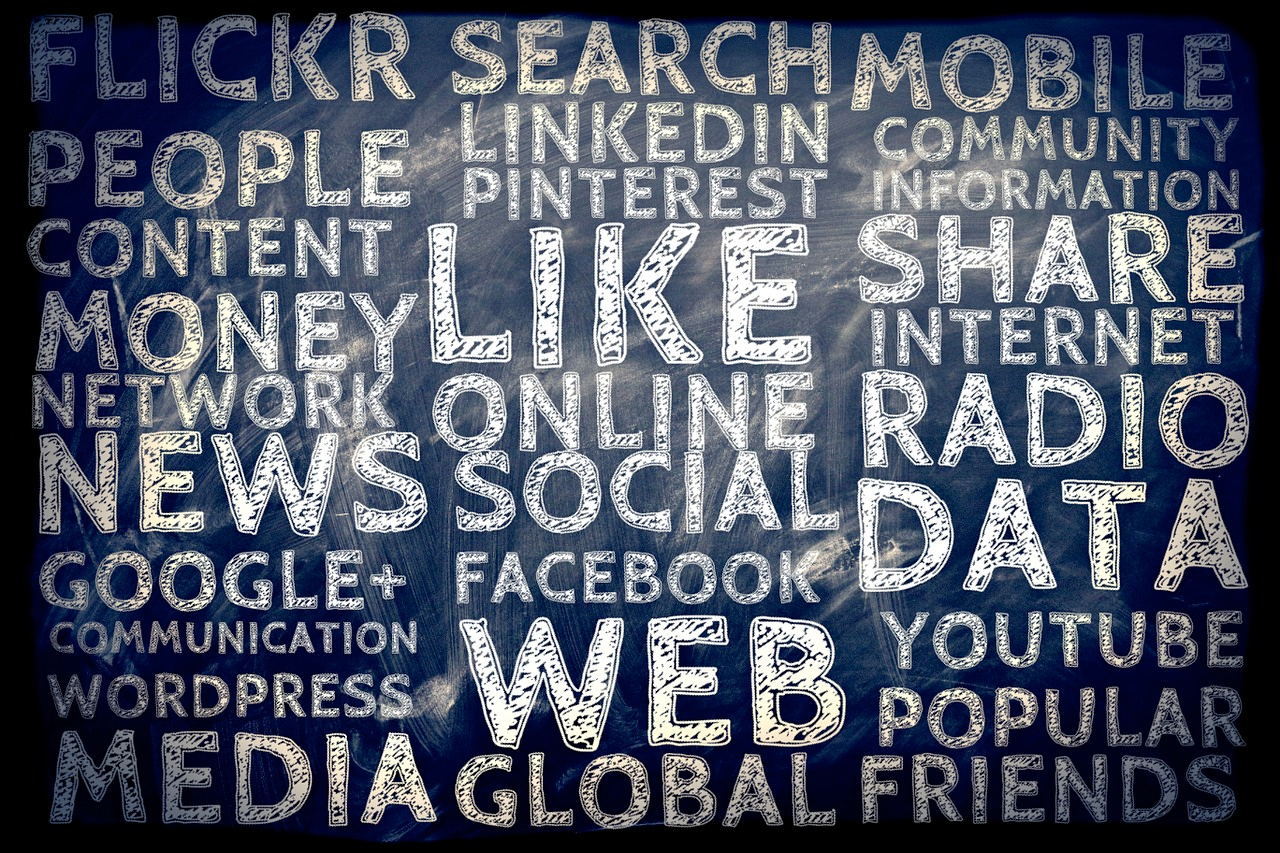 FLICKR
PEOPLE
CONTENT
MONEY
NETWORK
NEWS
GOOGLE+
COMMUNICATION
WORDPRESS
MEDIA
SEARCH
LINKEDIN
PINTEREST
LIKE
ONLINE
SOCIAL
FACEBOOK
WEB
GLOBAL
MOBILE
COMMUNITY
INFORMATION
SHARE
INTERNET
RADIO
DATA
YOUTUBE
POPULAR
FRIENDS